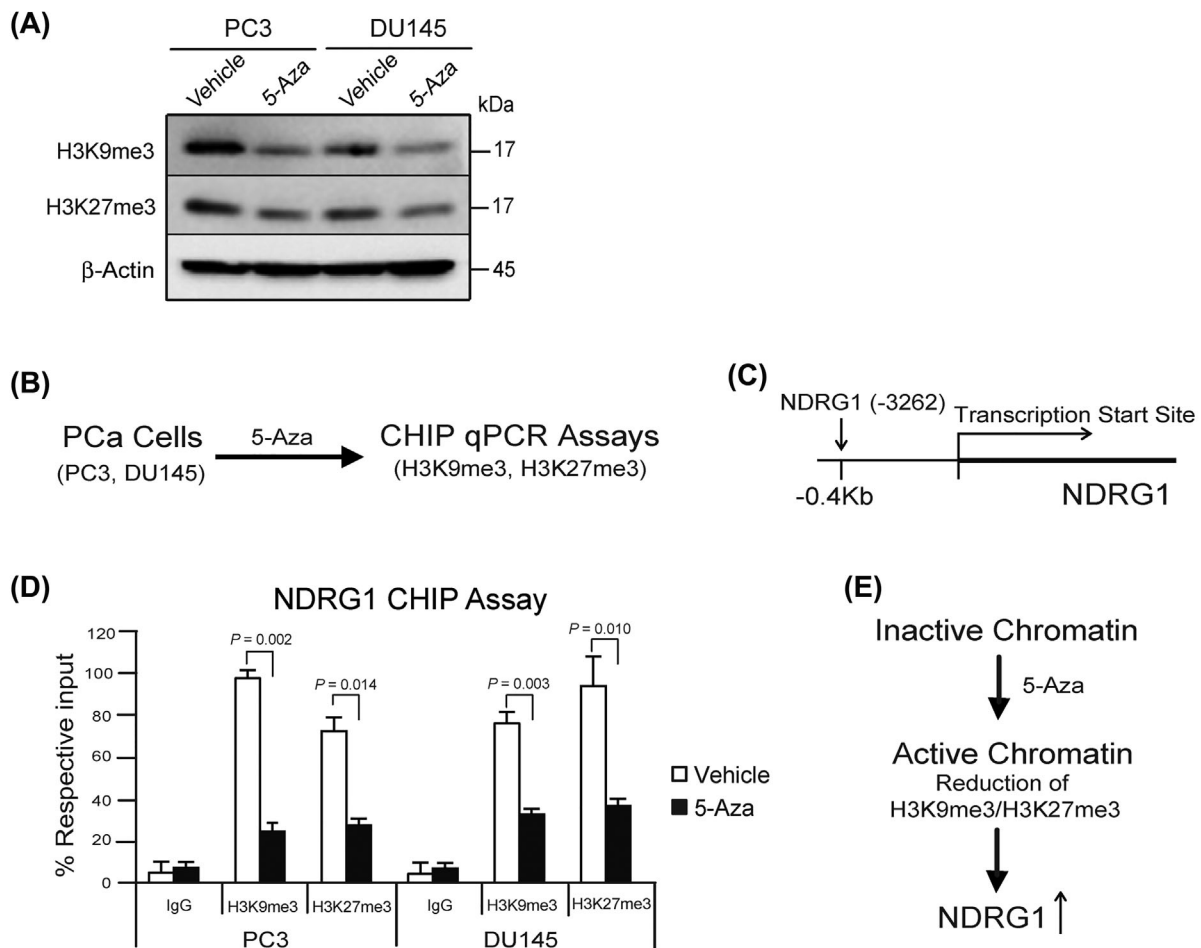 (A)
PC3 DU145
Vehicle 5-Aza Vehicle 5-Aza kDa
H3K9me3 17
H3K27me3 17
β-Actin 45
(B)
PCa Cells 5-Aza CHIP qPCR Assays
(PC3, DU145) (H3K9me3, H3K27me3)
(C)
NDRG1 (-3262) Transcription Start Site
-0.4Kb NDRG1
(D)
NDRG1 CHIP Assay
% Respective input
120
100
80
60
40
20
0
P = 0.002
P = 0.014
P = 0.003
P = 0.010
IgG H3K9me3 H3K27me3 IgG H3K9me3 H3K27me3
PC3 DU145
Vehicle
5-Aza
(E)
Inactive Chromatin
5-Aza
Active Chromatin
Reduction of
H3K9me3/H3K27me3
NDRG1